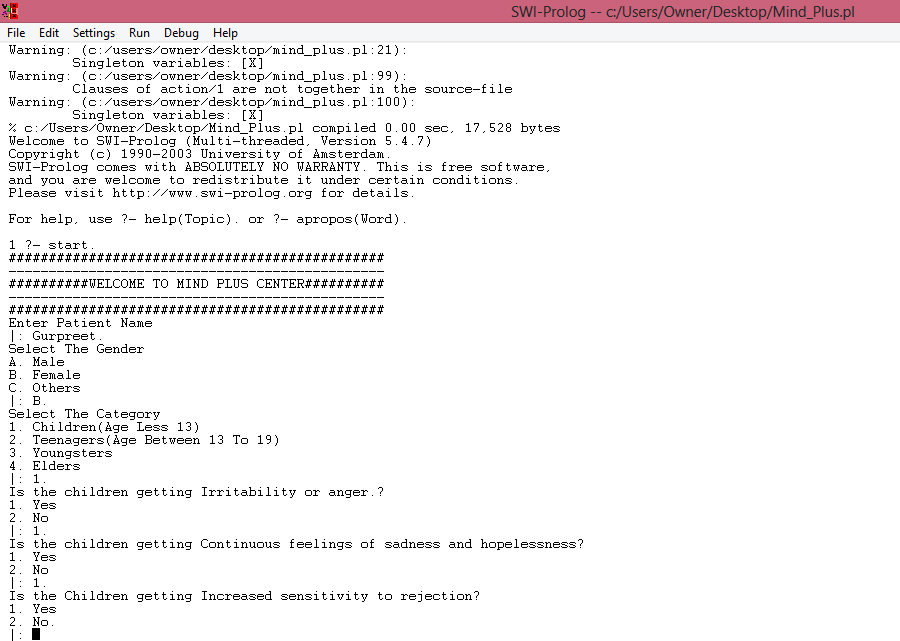 SWI-Prolog -- c:/Users/Owner/Desktop/Mind_Plus.pl
File Edit Settings Run Debug Help
Warning: (c:/users/owner/desktop/mind_plus.pl:21):
Singleton variables: [X]
Warning: (c:/users/owner/desktop/mind_plus.pl:99):
Clauses of action/1 are not together in the source-file
Warning: (c:/users/owner/desktop/mind_plus.pl:100):
Singleton variables: [X]
% c:/Users/Owner/Desktop/Mind_Plus.pl compiled 0.00 sec, 17,528 bytes
Welcome to SWI-Prolog (Multi-threaded, Version 5.4.7)
Copyright (c) 1990-2003 University of Amsterdam.
SWI-Prolog comes with ABSOLUTELY NO WARRANTY. This is free software,
and you are welcome to redistribute it under certain conditions.
Please visit http://www.swi-prolog.org for details.
For help, use ?- help(Topic). or ?- apropos(Word).
1 ?- start.
###############################################
-----------------------------------------------
##########WELCOME TO MIND PLUS CENTER##########
-----------------------------------------------
###############################################
Enter Patient Name
|: Gurpreet.
Select The Gender
A. Male
B. Female
C. Others
|: B.
Select The Category
1. Children(Age Less 13)
2. Teenagers(Age Between 13 To 19)
3. Youngsters
4. Elders
|: 1.
Is the children getting Irritability or anger.?
1. Yes
2. No
|: 1.
Is the children getting Continuous feelings of sadness and hopelessness?
1. Yes
2. No
|: 1.
Is the Children getting Increased sensitivity to rejection?
1. Yes
2. No.
|: